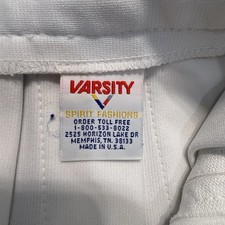 VARSITY
SPIRIT FASHIONS
ORDER TOLL FREE
1-800-533-8022
2525 HORIZON LAKE DR
MEMPHIS, TN. 38133
MADE IN U.S.A.